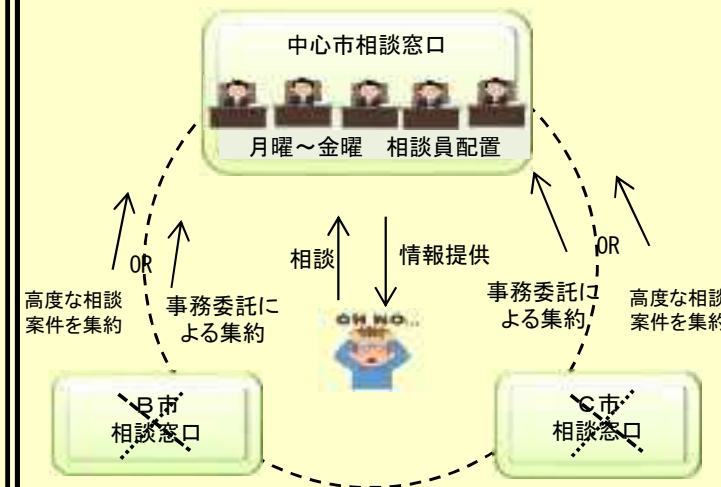 中心市相談窓口
月曜～金曜　相談員配置
OR
相談
情報提供
OR
高度な相談
案件を集約
事務委託に
よる集約
事務委託に
よる集約
高度な相談
案件を集約
OH NO...
B市
相談窓口
C市
相談窓口